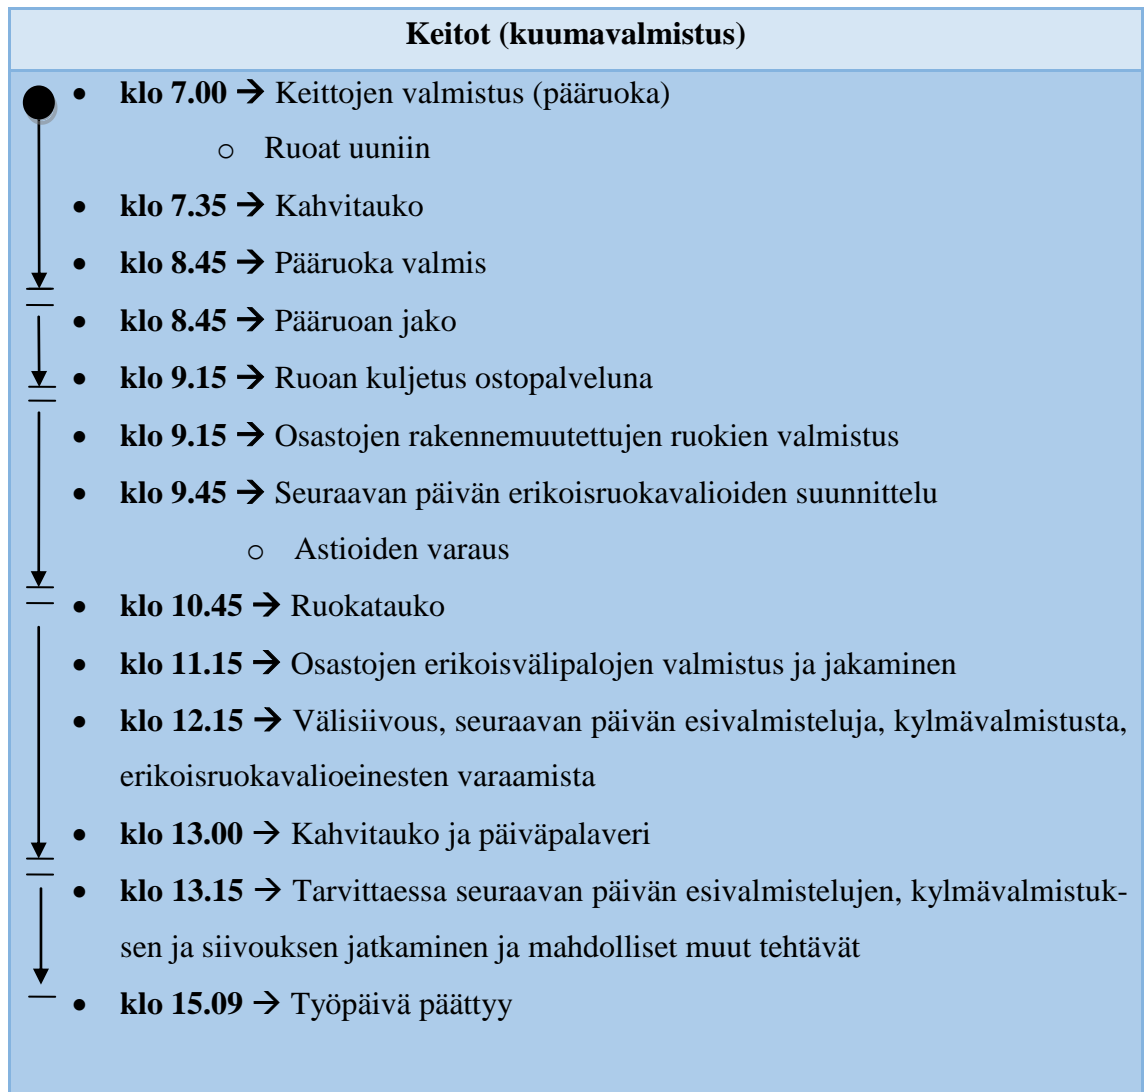 Keitot (kuumavalmistus)
• klo 7.00 → Keittojen valmistus (pääruoka)
o Ruoat uuniin
• klo 7.35 → Kahvitauko
• klo 8.45 → Pääruoka valmis
• klo 8.45 → Pääruoan jako
• klo 9.15 → Ruoan kuljetus ostopalveluna
• klo 9.15 → Osastojen rakennemuutettujen ruokien valmistus
• klo 9.45 → Seuraavan päivän erikoisruokavalioiden suunnittelu
o Astioiden varaus
• klo 10.45 → Ruokatauko
• klo 11.15 → Osastojen erikoisvälipalojen valmistus ja jakaminen
• klo 12.15 → Välisiivous, seuraavan päivän esivalmisteluja, kylmävalmistusta,
erikoisruokavalioeinesten varaamista
• klo 13.00 → Kahvitauko ja päiväpalaveri
• klo 13.15 → Tarvittaessa seuraavan päivän esivalmistelujen, kylmävalmistuk-
sen ja siivouksen jatkaminen ja mahdolliset muut tehtävät
• klo 15.09 → Työpäivä päättyy